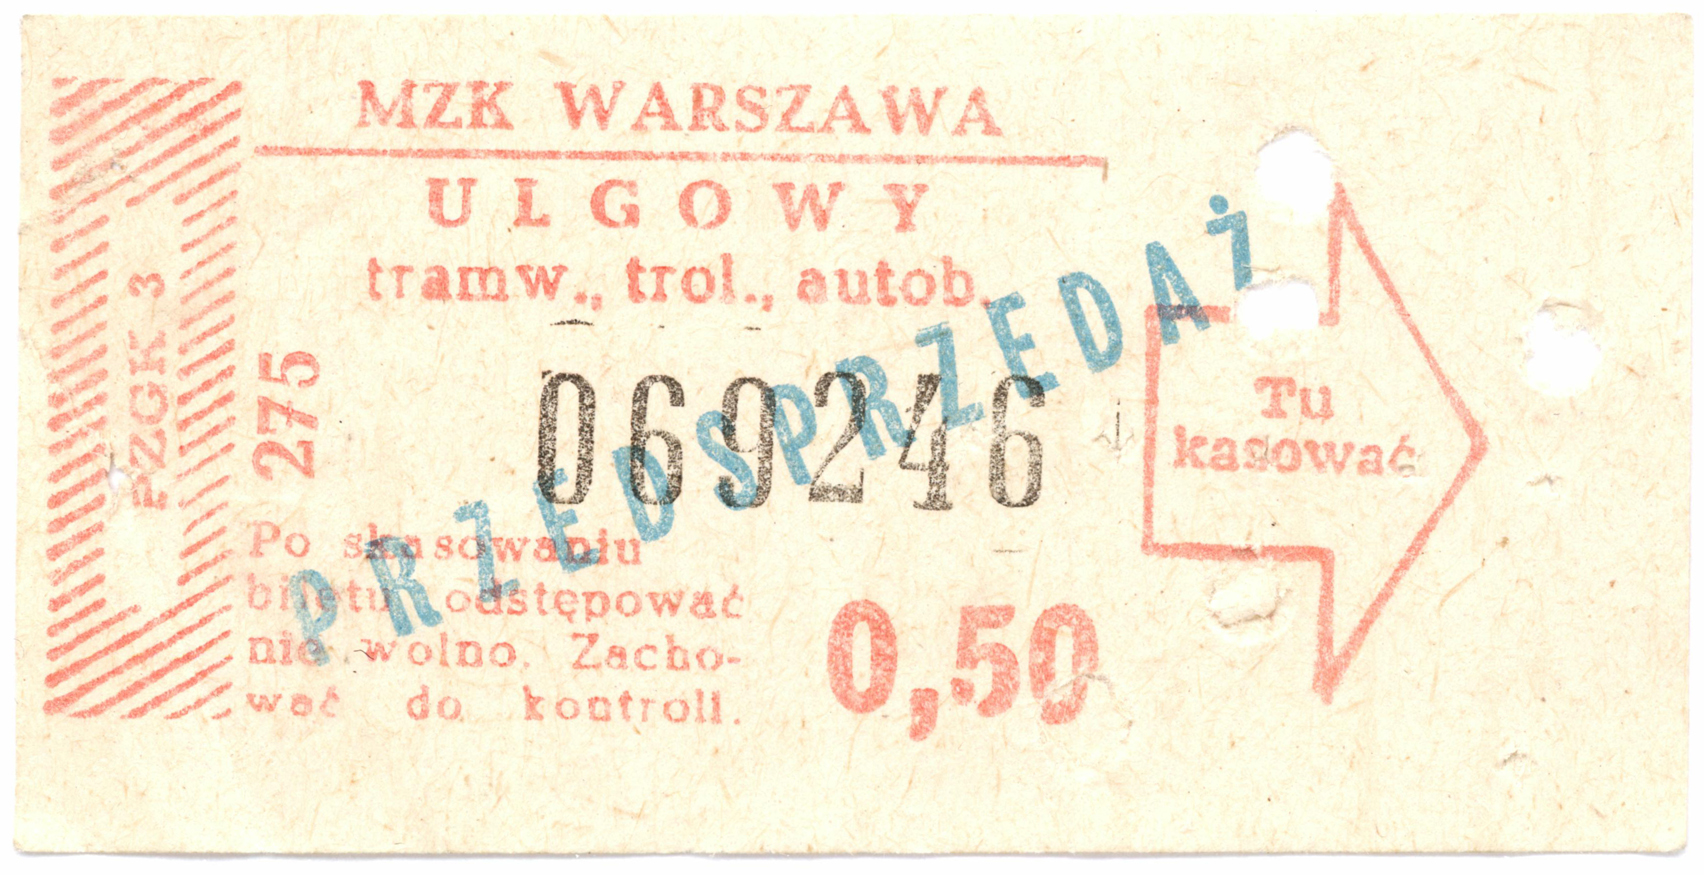 MZK WARSZAWA
ULGOWY
tramw., trol., autob.
PZGK 3
275
069246
PRZEDSPRZEDAŻ
Tu
kasować
Po skasowaniu
biletu odstępować
nie wolno. Zacho-
wać do kontroli.
0,50